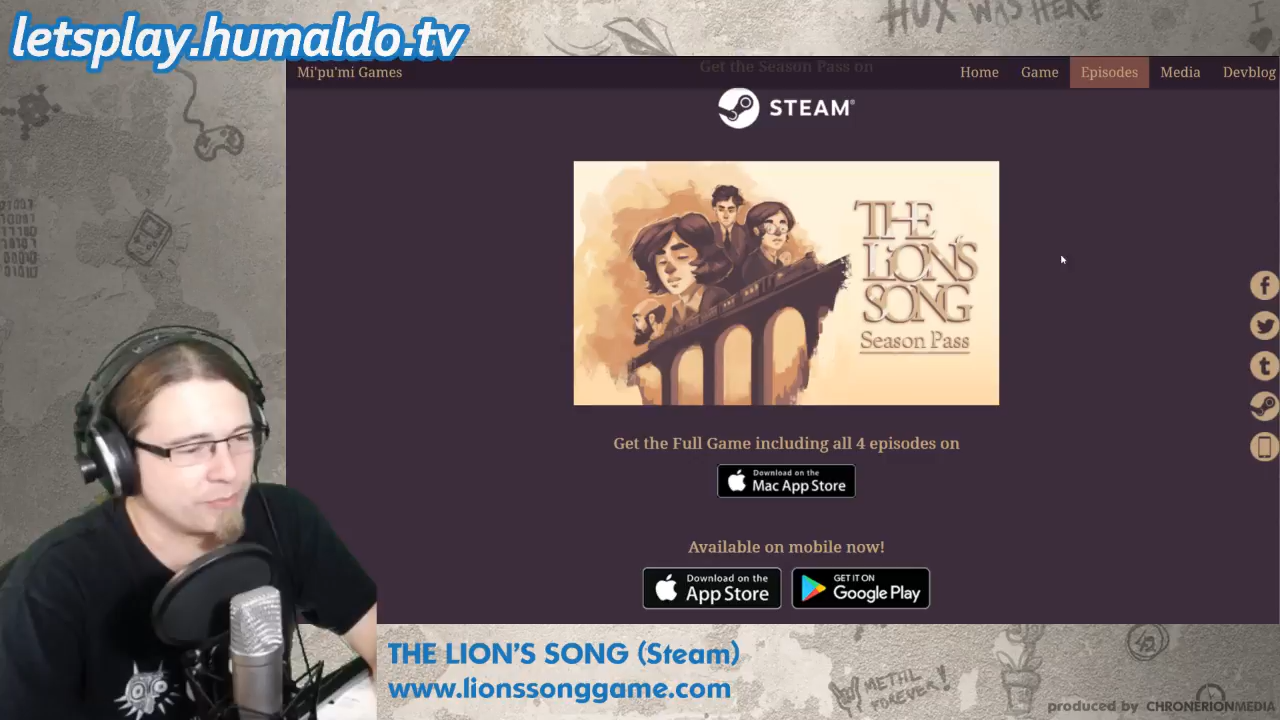 HUX WAS HERE
I
letsplay.humaldo.tv
Mi'pu'mi Games
Get the Season Pass on
Home Game Episodes Media Devblog
STEAM®
THE
LION'S
SONG
Season Pass
Get the Full Game including all 4 episodes on
Download on the
Mac App Store
Available on mobile now!
Download on the
App Store
GET IT ON
Google Play
THE LION'S SONG (Steam)
www.lionssonggame.com
METAL
FOREVER!
42
produced by CHRONERIONMEDIA